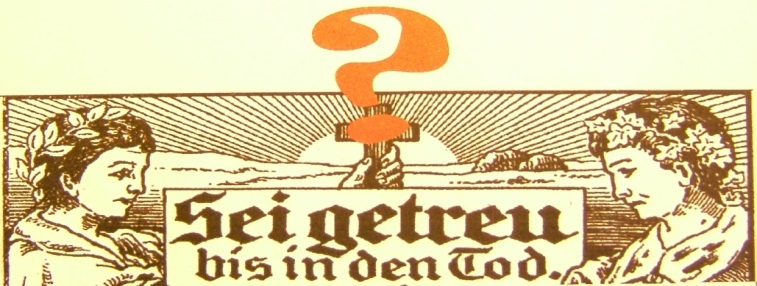 ?
Sei getreu
bis in den Tod.